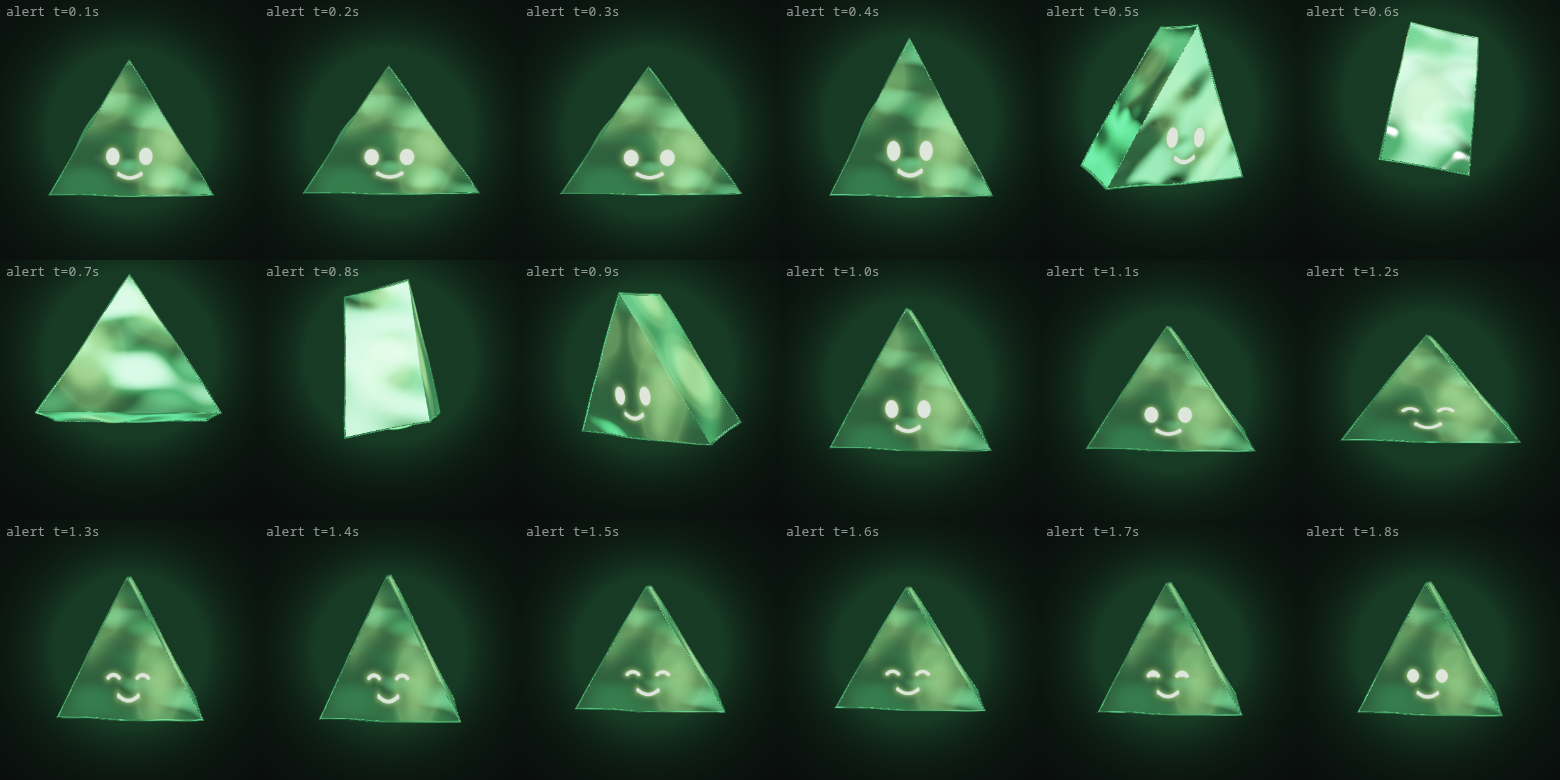 alert t=0.1s
alert t=0.2s
alert t=0.3s
alert t=0.4s
alert t=0.5s
alert t=0.6s
alert t=0.7s
alert t=0.8s
alert t=0.9s
alert t=1.0s
alert t=1.1s
alert t=1.2s
alert t=1.3s
alert t=1.4s
alert t=1.5s
alert t=1.6s
alert t=1.7s
alert t=1.8s